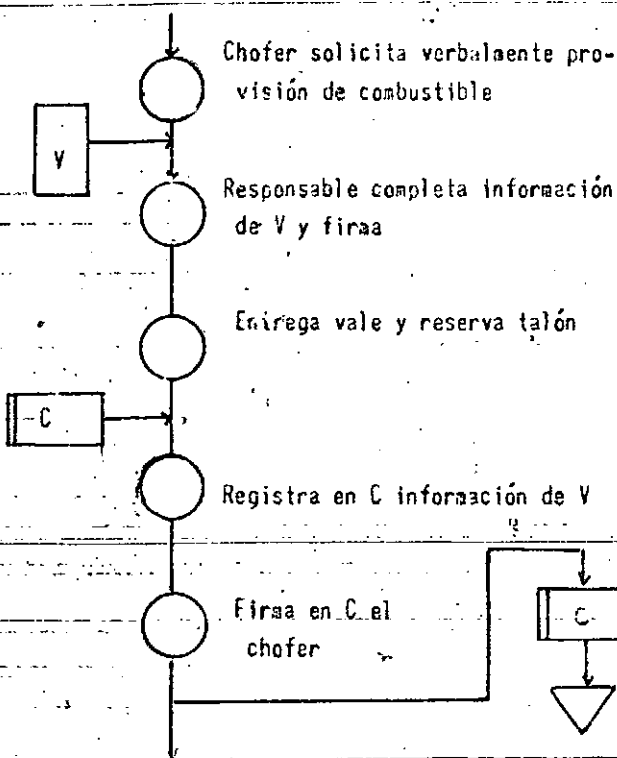 Chofer solicita verbalmente pro-
visión de combustible
V
Responsable completa información
de V y firma
Entrega vale y reserva talón
C
Registra en C información de V
Firma en C el
chofer
C